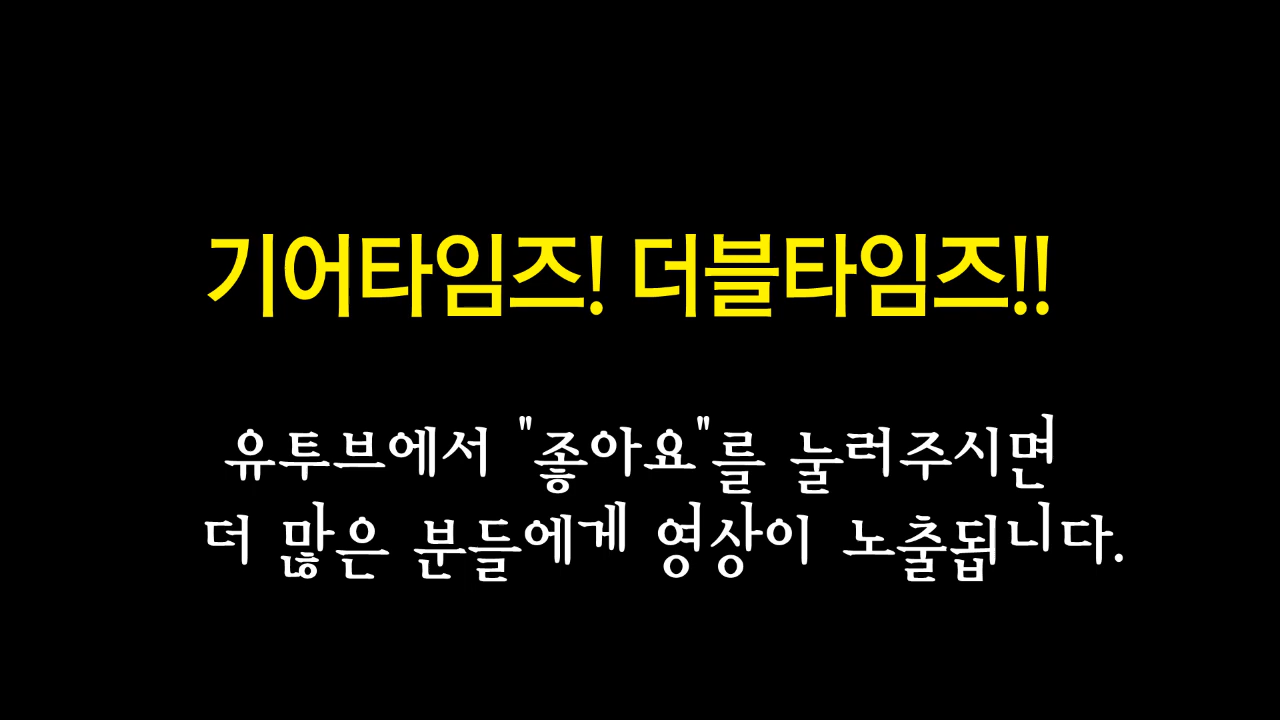 기어타임즈! 더블타임즈!!
유투브에서 "좋아요"를 눌러주시면
더 많은 분들에게 영상이 노출됩니다.